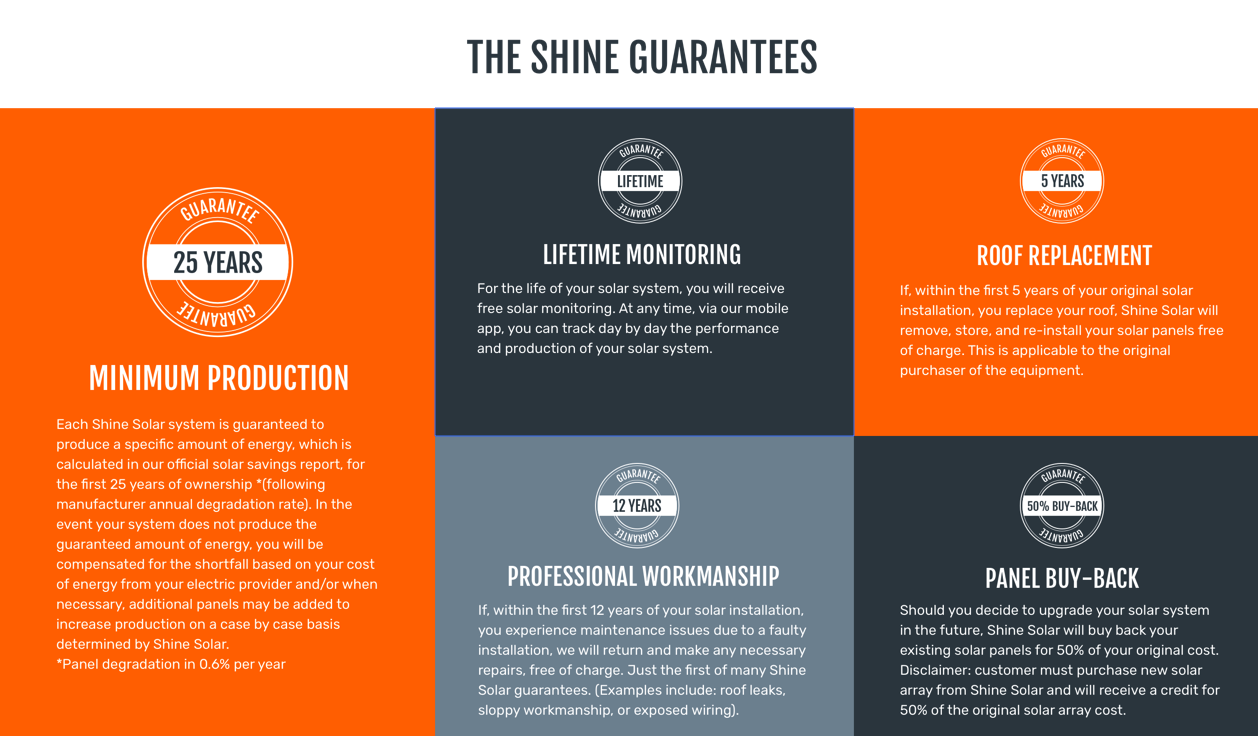 THE SHINE GUARANTEES
GUARANTEE
25 YEARS
GUARANTEE
MINIMUM PRODUCTION
Each Shine Solar system is guaranteed to
produce a specific amount of energy, which is
calculated in our official solar savings report, for
the first 25 years of ownership *(following
manufacturer annual degradation rate). In the
event your system does not produce the
guaranteed amount of energy, you will be
compensated for the shortfall based on your cost
of energy from your electric provider and/or when
necessary, additional panels may be added to
increase production on a case by case basis
determined by Shine Solar.
*Panel degradation in 0.6% per year
GUARANTEE
LIFETIME
GUARANTEE
LIFETIME MONITORING
For the life of your solar system, you will receive
free solar monitoring. At any time, via our mobile
app, you can track day by day the performance
and production of your solar system.
GUARANTEE
5 YEARS
GUARANTEE
ROOF REPLACEMENT
If, within the first 5 years of your original solar
installation, you replace your roof, Shine Solar will
remove, store, and re-install your solar panels free
of charge. This is applicable to the original
purchaser of the equipment.
GUARANTEE
12 YEARS
GUARANTEE
PROFESSIONAL WORKMANSHIP
If, within the first 12 years of your solar installation,
you experience maintenance issues due to a faulty
installation, we will return and make any necessary
repairs, free of charge. Just the first of many Shine
Solar guarantees. (Examples include: roof leaks,
sloppy workmanship, or exposed wiring).
GUARANTEE
50% BUY-BACK
GUARANTEE
PANEL BUY-BACK
Should you decide to upgrade your solar system
in the future, Shine Solar will buy back your
existing solar panels for 50% of your original cost.
Disclaimer: customer must purchase new solar
array from Shine Solar and will receive a credit for
50% of the original solar array cost.